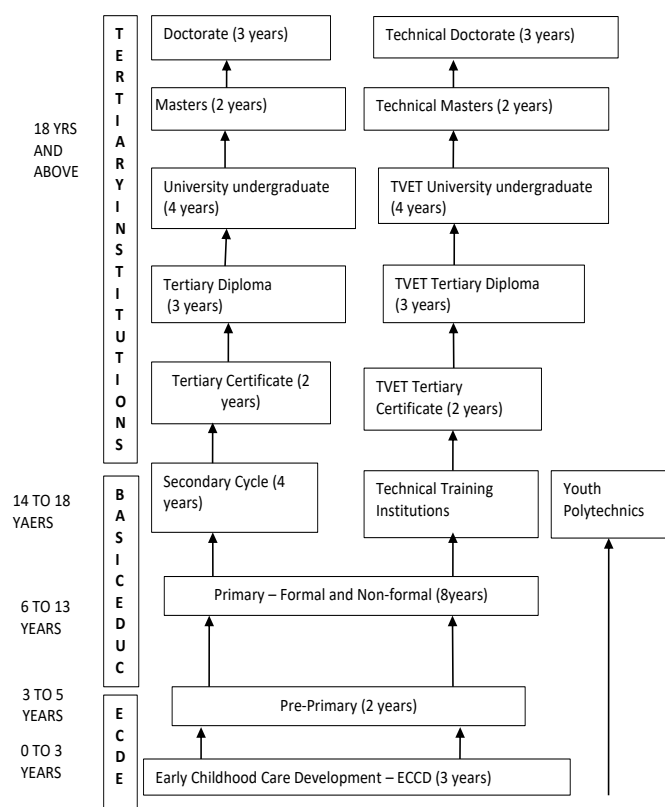 Doctorate (3 years)
Technical Doctorate (3 years)
Masters (2 years)
Technical Masters (2 years)
18 YRS
AND
ABOVE
TERTIARYINSTITUTIONS
University undergraduate
(4 years)
TVET University undergraduate
(4 years)
Tertiary Diploma
(3 years)
TVET Tertiary Diploma
(3 years)
Tertiary Certificate (2
years)
TVET Tertiary
Certificate (2 years)
14 TO 18
YAERS
BASICEDUC
Secondary Cycle (4
years)
Technical Training
Institutions
Youth
Polytechnics
6 TO 13
YEARS
Primary – Formal and Non-formal (8years)
3 TO 5
YEARS
ECDE
Pre-Primary (2 years)
0 TO 3
YEARS
Early Childhood Care Development – ECCD (3 years)